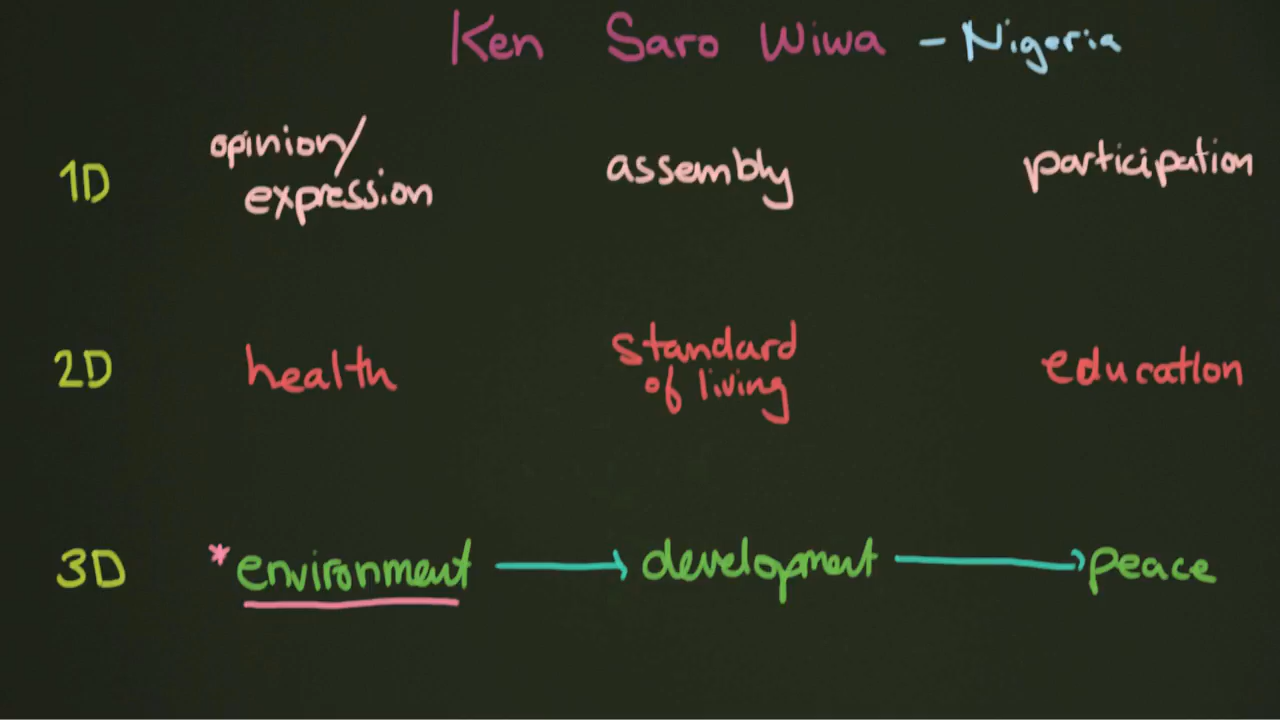 Ken Saro Wiwa - Nigeria
1D
opinion/
expression
assembly
participation
2D
health
standard
of living
education
3D
*environment → development → peace